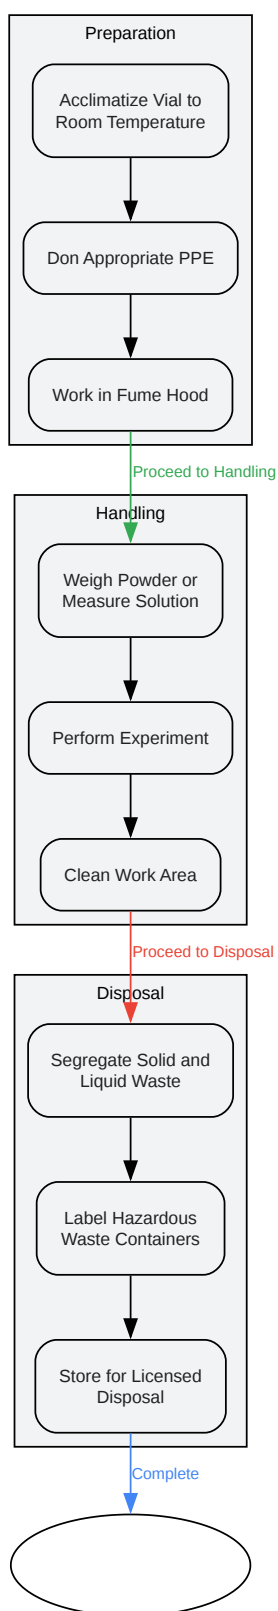 Preparation
Acclimatize Vial to
Room Temperature
Don Appropriate PPE
Work in Fume Hood
Proceed to Handling
Handling
Weigh Powder or
Measure Solution
Perform Experiment
Clean Work Area
Proceed to Disposal
Disposal
Segregate Solid and
Liquid Waste
Label Hazardous
Waste Containers
Store for Licensed
Disposal
Complete